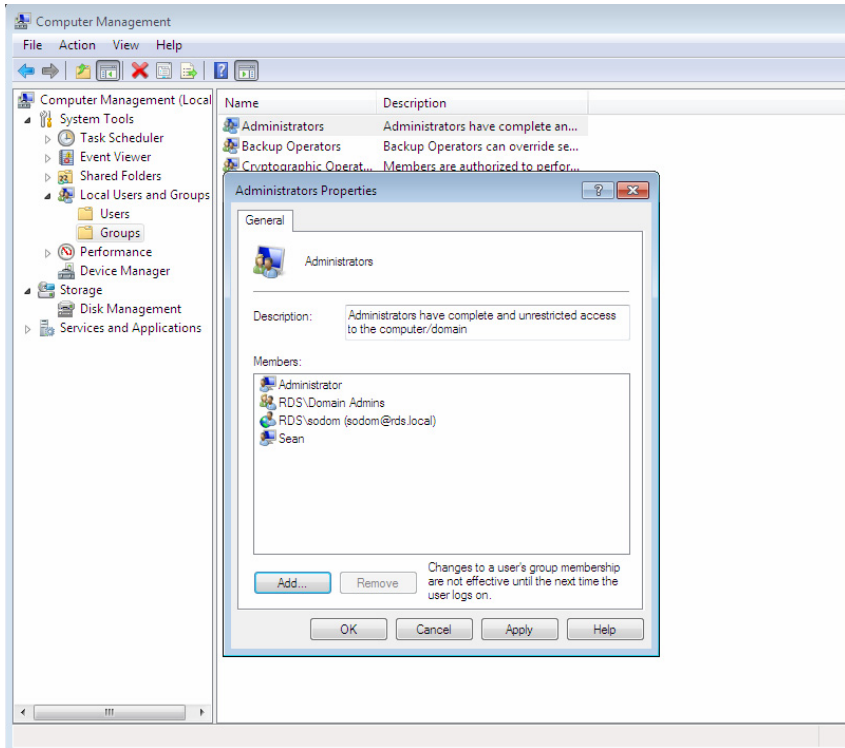 Computer Management
File Action View Help
Computer Management (Local
System Tools
Task Scheduler
Event Viewer
Shared Folders
Local Users and Groups
Users
Groups
Performance
Device Manager
Storage
Disk Management
Services and Applications
Name Description
Administrators Administrators have complete an...
Backup Operators Backup Operators can override se...
Cryptographic Operat... Members are authorized to perfor...
Administrators Properties
General
Administrators
Description: Administrators have complete and unrestricted access
to the computer/domain
Members:
Administrator
RDS\Domain Admins
RDS\sodom (sodom@rds.local)
Sean
Add... Remove
Changes to a user's group membership
are not effective until the next time the
user logs on.
OK Cancel Apply Help